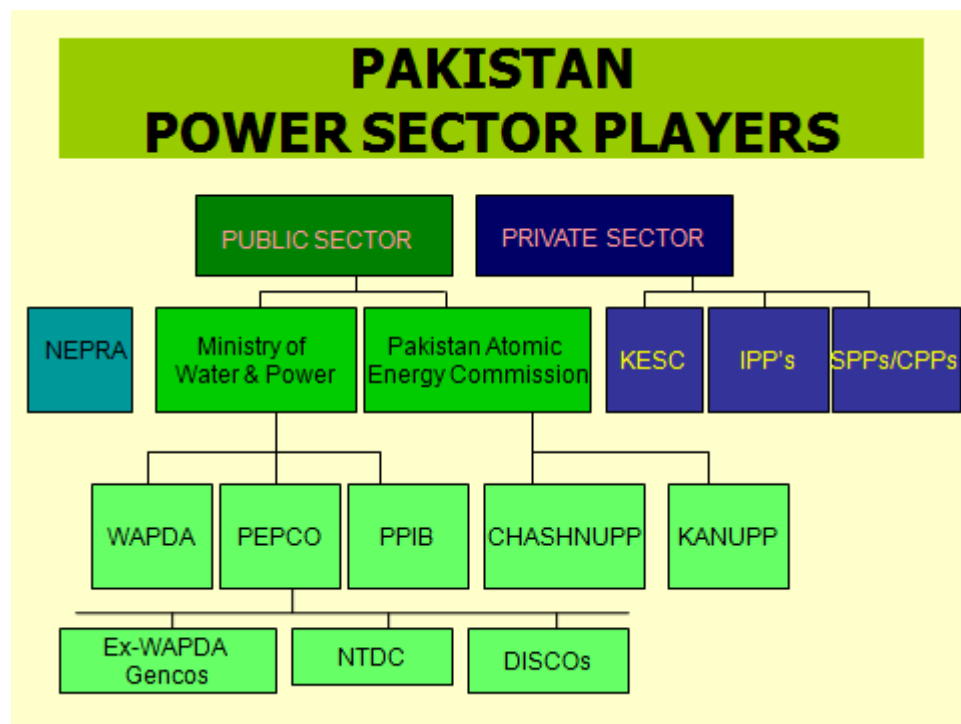 PAKISTAN
POWER SECTOR PLAYERS
PUBLIC SECTOR
PRIVATE SECTOR
NEPRA
Ministry of
Water & Power
Pakistan Atomic
Energy Commission
KESC
IPP's
SPPs/CPPs
WAPDA
PEPCO
PPIB
CHASHNUPP
KANUPP
Ex-WAPDA
Gencos
NTDC
DISCOs